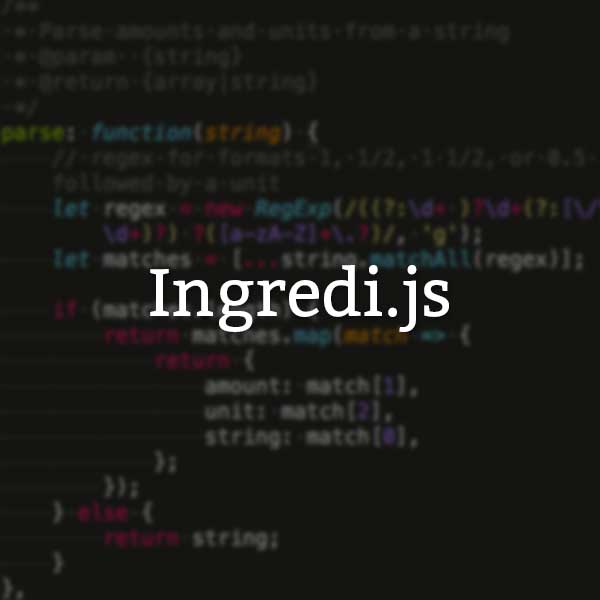 /**
* Parse amounts and units from a string
* @param {string}
* @return {array|string}
*/
parse: function(string) {
// regex for formats 1, 1/2, 1 1/2, or 0.5
followed by a unit
let regex = new RegExp(/((?:\d+ )?\d+(?:[\/
\d+)?) ?([a-zA-Z]+\.?)/, 'g');
let matches = [...string.matchAll(regex)];
Ingredi.js
if (
return matches.map(match => {
return {
amount: match[1],
unit: match[2],
string: match[0],
};
});
} else {
return string;
}
},